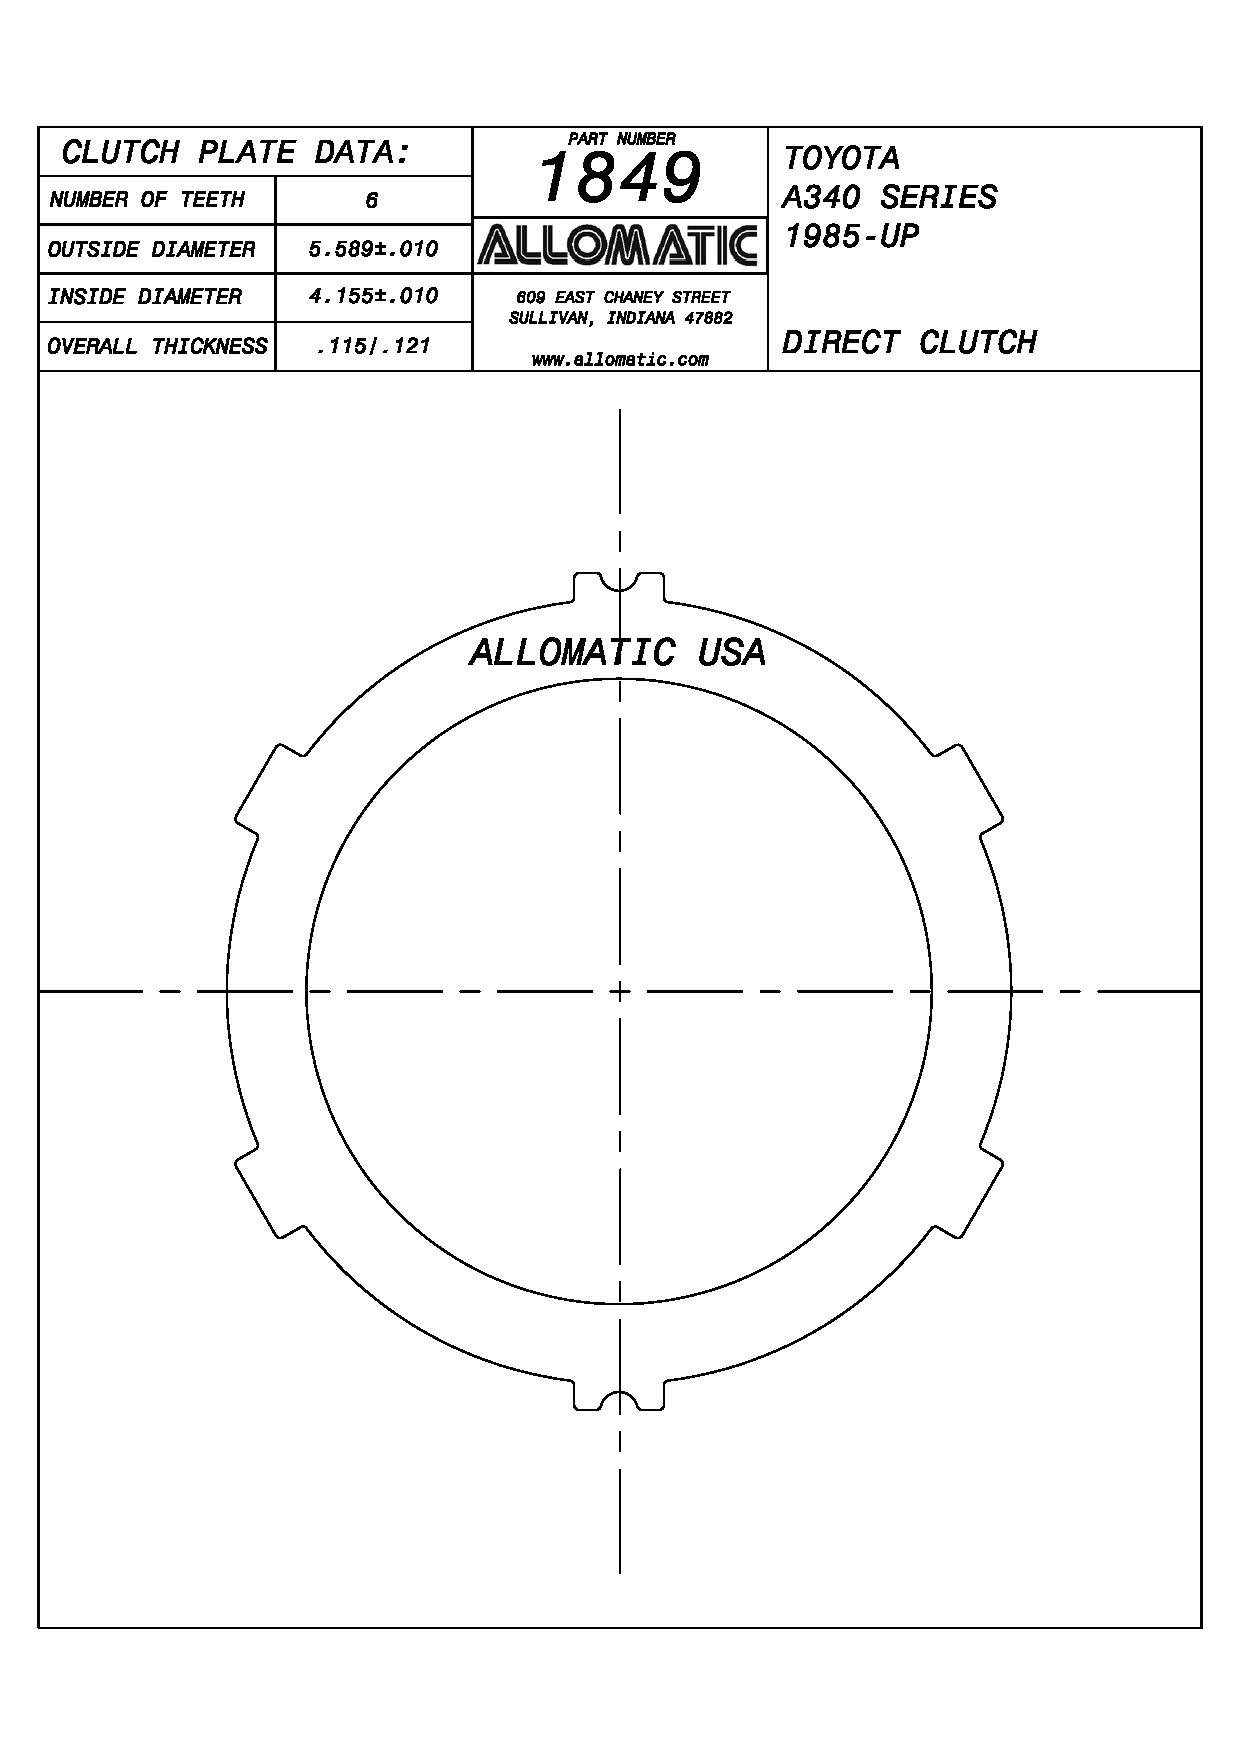 CLUTCH PLATE DATA:
NUMBER OF TEETH 6
OUTSIDE DIAMETER 5.589±.010
INSIDE DIAMETER 4.155±.010
OVERALL THICKNESS .115/.121
PART NUMBER
1849
ALLOMATIC
609 EAST CHANEY STREET
SULLIVAN, INDIANA 47882
www.allomatic.com
TOYOTA
A340 SERIES
1985-UP
DIRECT CLUTCH
ALLOMATIC USA